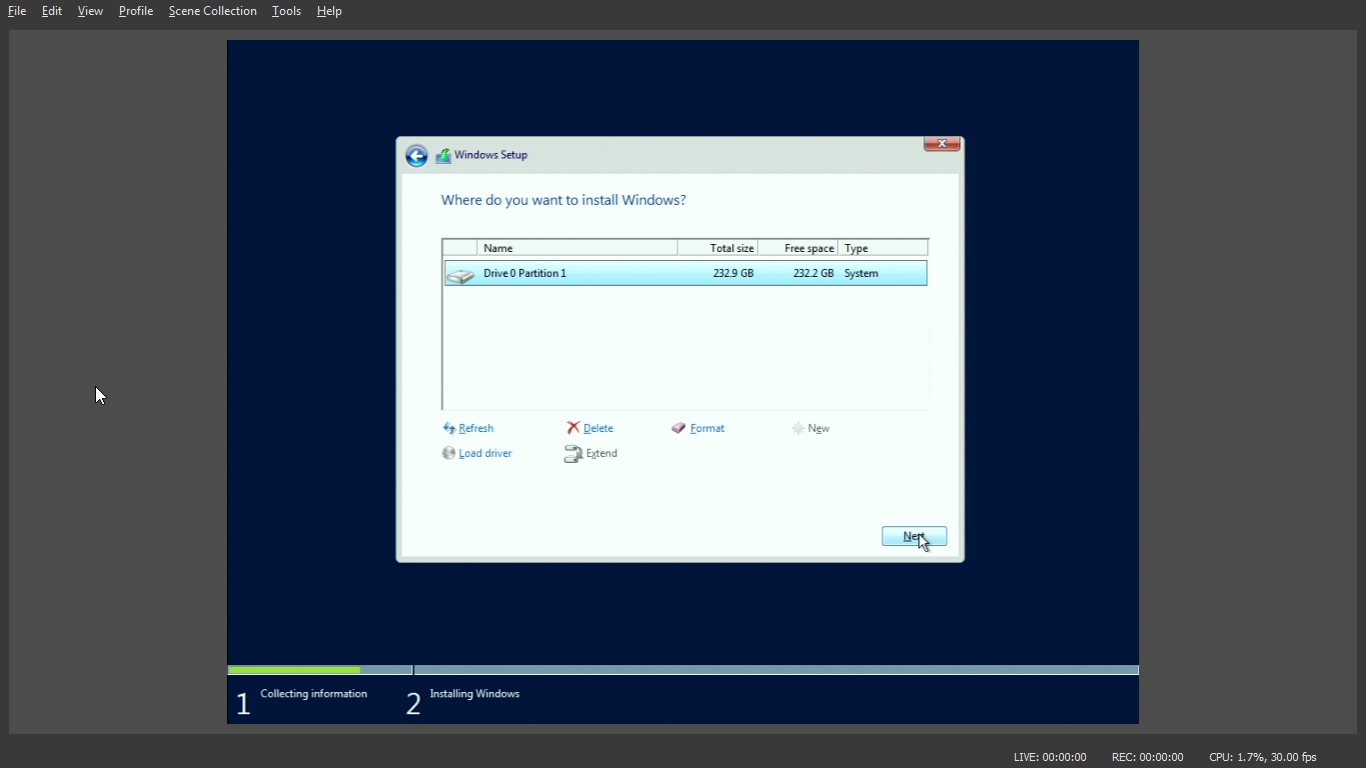 File Edit View Profile Scene Collection Tools Help
Windows Setup
Where do you want to install Windows?
Name Total size Free space Type
Drive 0 Partition 1 232.9 GB 232.2 GB System
Refresh Delete Format New
Load driver Extend
1 Collecting information 2 Installing Windows
LIVE: 00:00:00 REC: 00:00:00 CPU: 1.7%, 30.00 fps